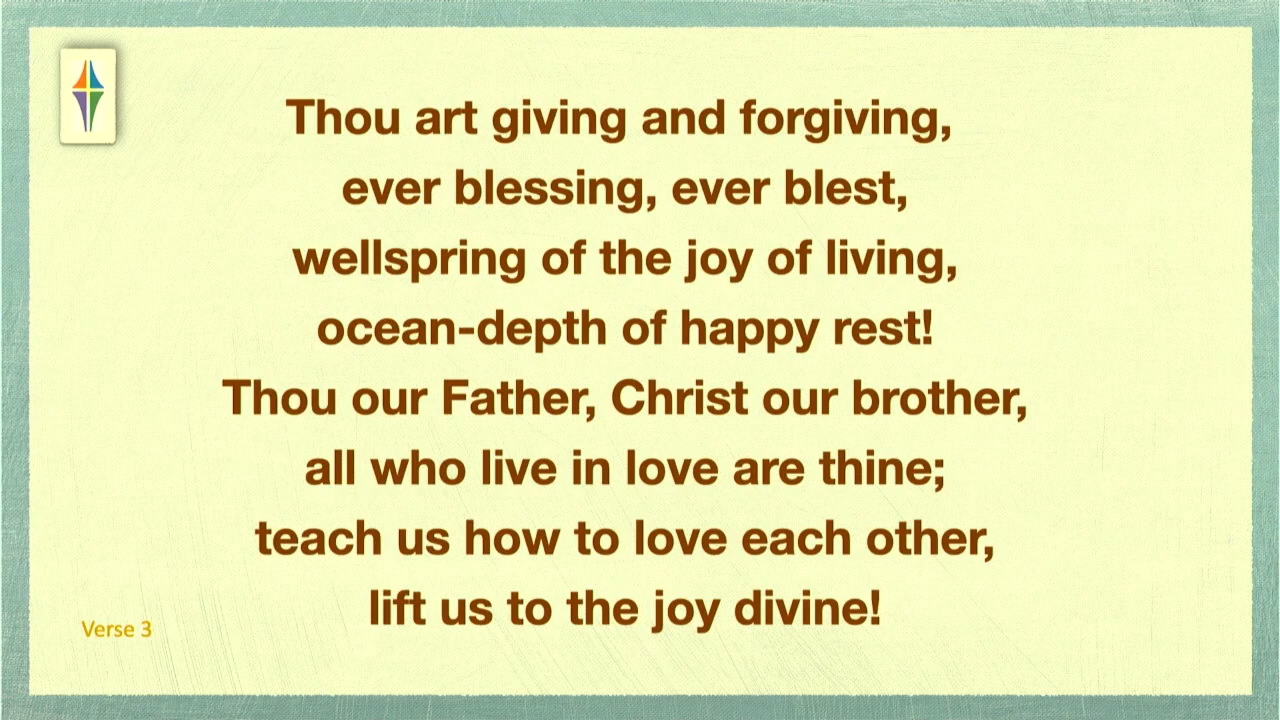 Thou art giving and forgiving,
ever blessing, ever blest,
wellspring of the joy of living,
ocean-depth of happy rest!
Thou our Father, Christ our brother,
all who live in love are thine;
teach us how to love each other,
lift us to the joy divine!
Verse 3